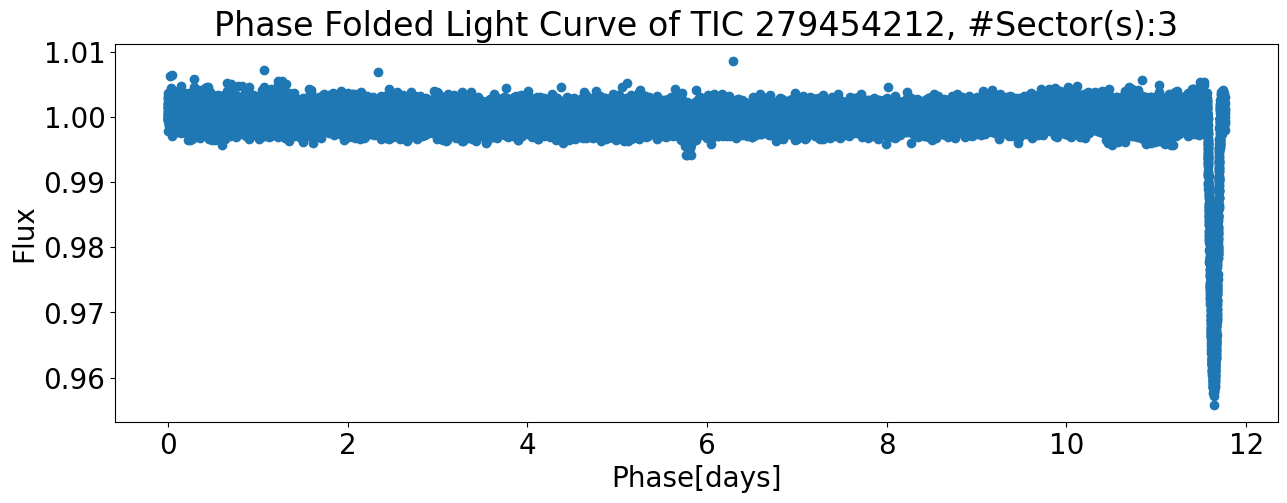 Phase Folded Light Curve of TIC 279454212, #Sector(s):3
1.01
1.00
0.99
0.98
0.97
0.96
Flux
0 2 4 6 8 10 12
Phase[days]